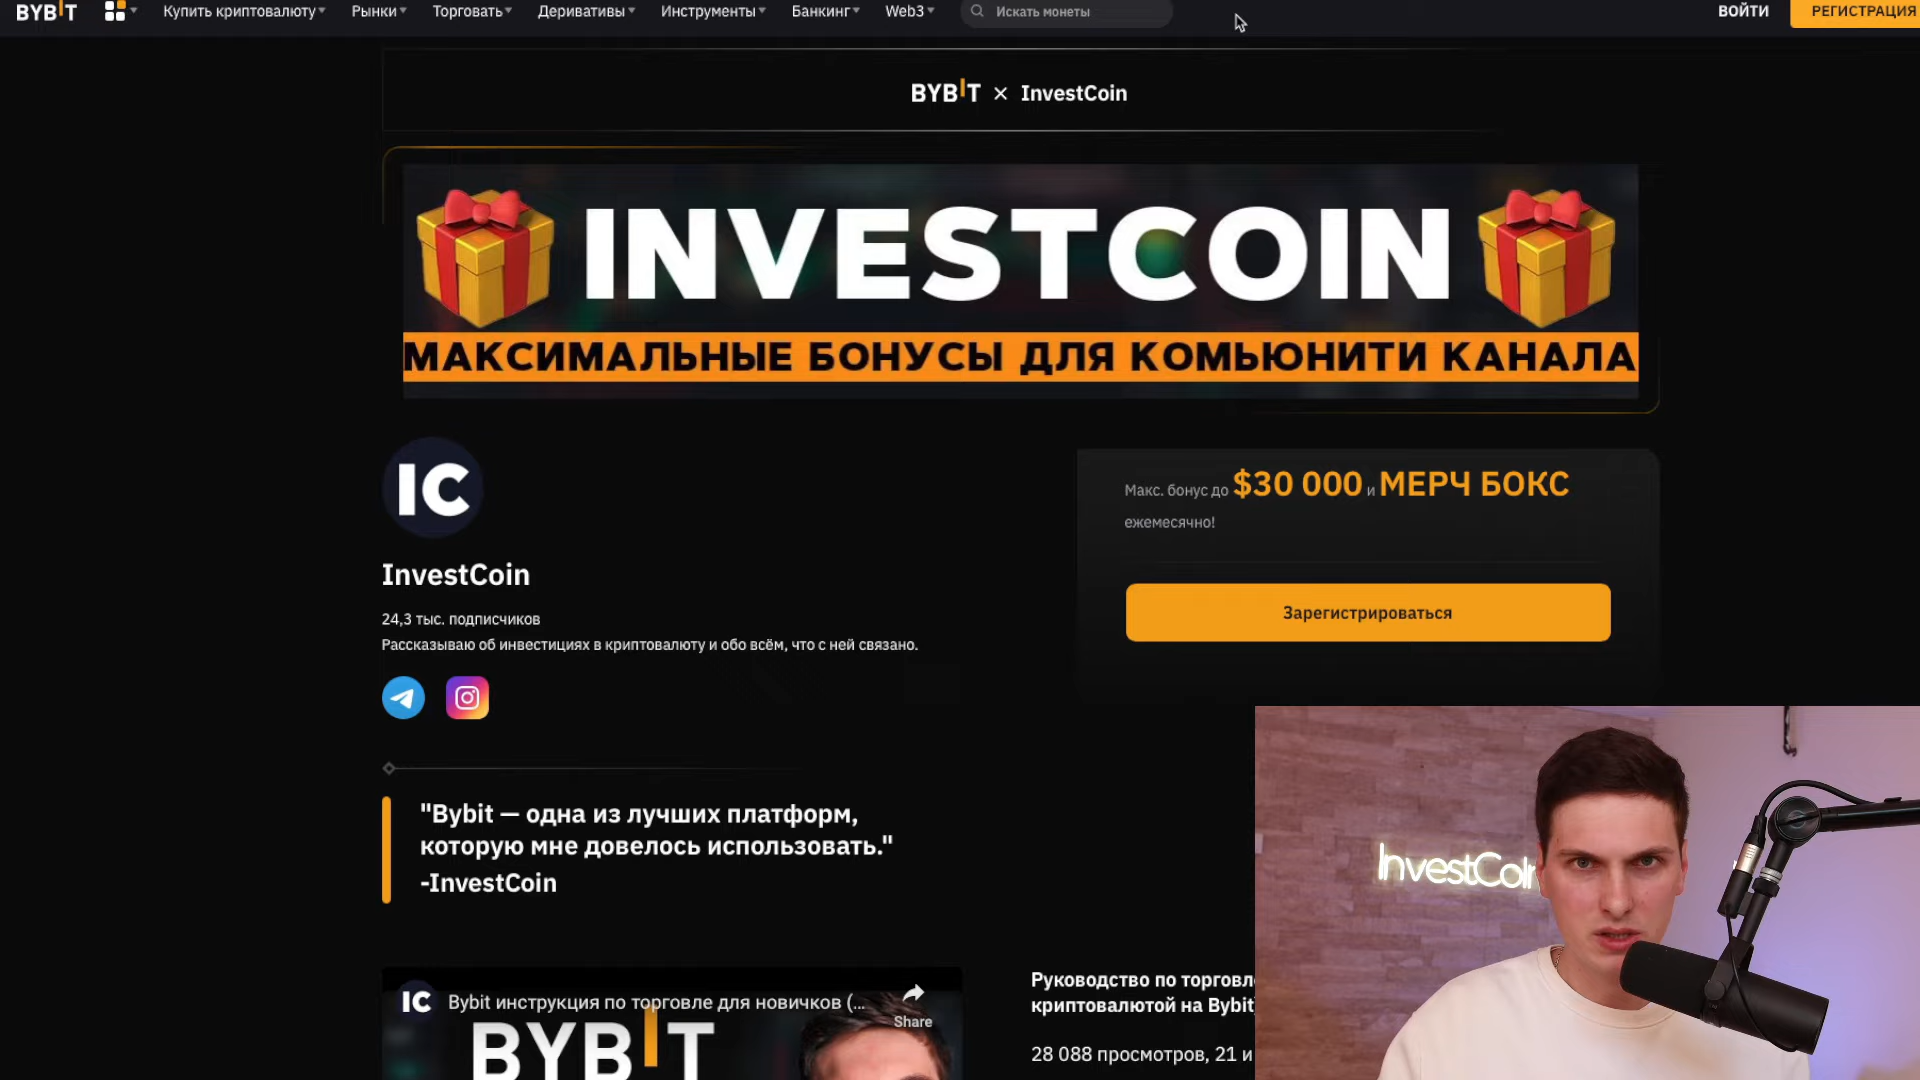 BYBIT
Купить криптовалюту
Рынки
Торговать
Деривативы
Инструменты
Банкинг
Web3
Искать монеты
ВОЙТИ
РЕГИСТРАЦИЯ
BYBIT × InvestCoin
INVESTCOIN
МАКСИМАЛЬНЫЕ БОНУСЫ ДЛЯ КОМЬЮНИТИ КАНАЛА
IC
InvestCoin
24,3 тыс. подписчиков
Рассказываю об инвестициях в криптовалюту и обо всём, что с ней связано.
Макс. бонус до $30 000 и МЕРЧ БОКС
ежемесячно!
Зарегистрироваться
"Bybit — одна из лучших платформ,
которую мне довелось использовать."
-InvestCoin
IC
Bybit инструкция по торговле для новичков (...
Share
BYBIT
Руководство по торговле
криптовалютой на Bybit
28 088 просмотров, 21 и
InvestCoin